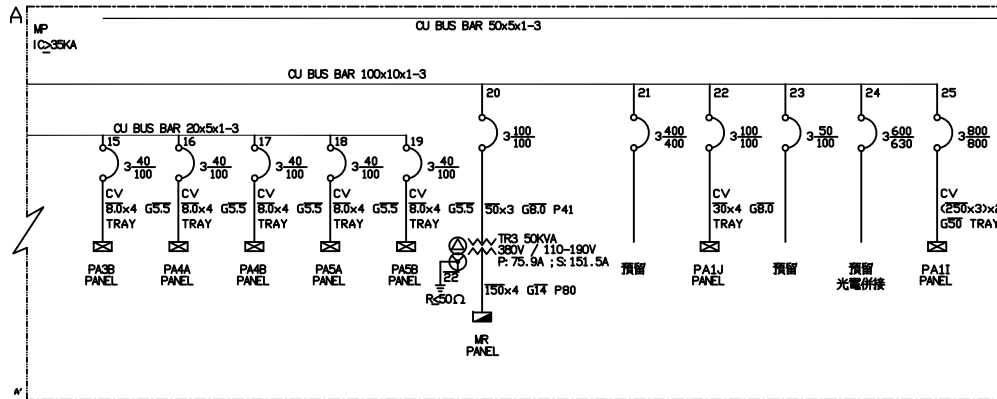 A
CU BUS BAR 50x5x1-3
MP
IC≥35KA
CU BUS BAR 100x10x1-3
20 21 22 23 24 25
CU BUS BAR 20x5x1-3
15 16 17 18 19
3-100/100 3-400/400 3-100/100 3-50/100 3-600/630 3-800/800
3-40/100 3-40/100 3-40/100 3-40/100 3-40/100
CV CV CV CV CV CV CV
8.0x4 G5.5 8.0x4 G5.5 8.0x4 G5.5 8.0x4 G5.5 8.0x4 G5.5 50x3 G8.0 P41 30x4 G8.0 (250x3)x2
TRAY TRAY TRAY TRAY TRAY TRAY G50 TRAY
TR3 50KVA
380V / 110-190V
P:75.9A ; S:151.5A
22
R≤50Ω
150x4 G14 P80
PA3B PA4A PA4B PA5A PA5B 預留 PA1J 預留 預留 PA1I
PANEL PANEL PANEL PANEL PANEL PANEL 光電併接 PANEL
MR
PANEL
A'